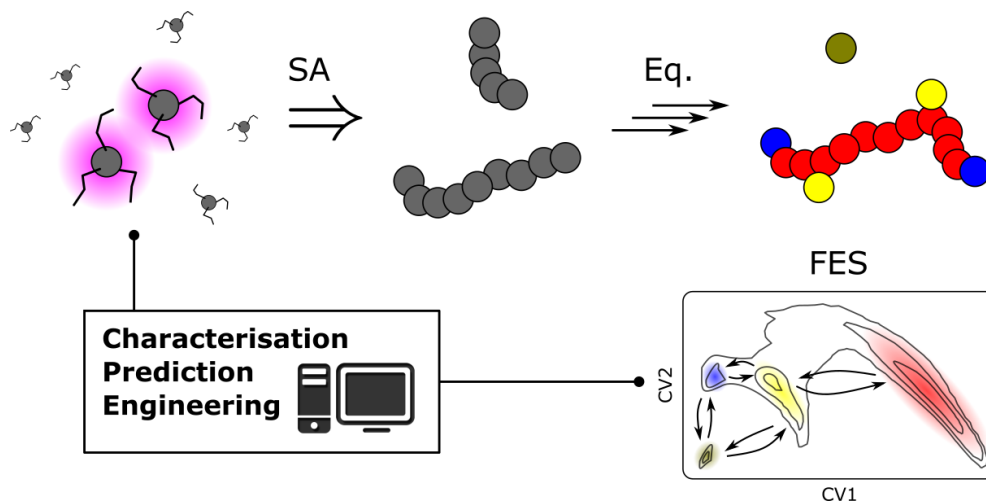 SA
Eq.
FES
Characterisation
Prediction
Engineering
CV2
CV1